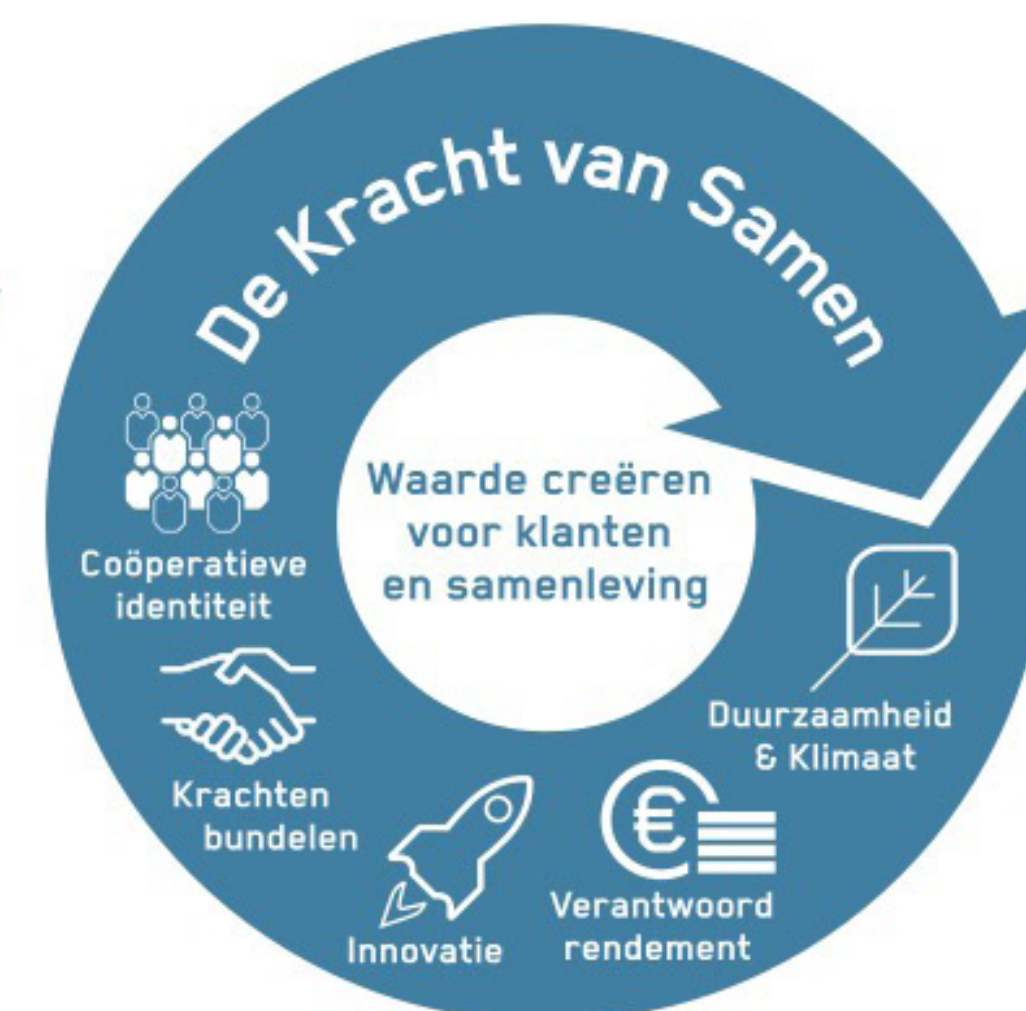 De Kracht van Samen
Waarde creëren
voor klanten
en samenleving
Coöperatieve
identiteit
Krachten
bundelen
Innovatie
Verantwoord
rendement
Duurzaamheid
& Klimaat